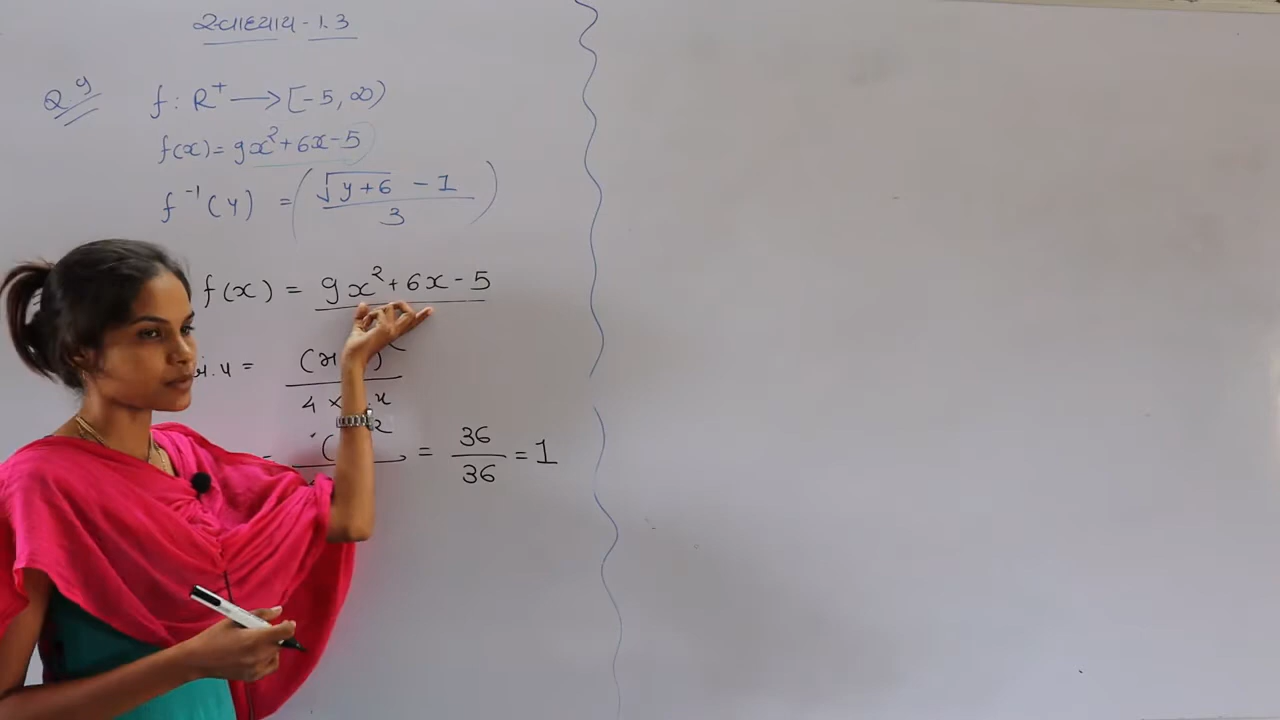 સ્વાધ્યાય - 1.3
Q 9 f : R⁺ → [-5, ∞)
f(x) = 9x² + 6x - 5
f⁻¹(y) = ( (√(y+6) - 1) / 3 )
f(x) = 9x² + 6x - 5
36 / 36 = 1